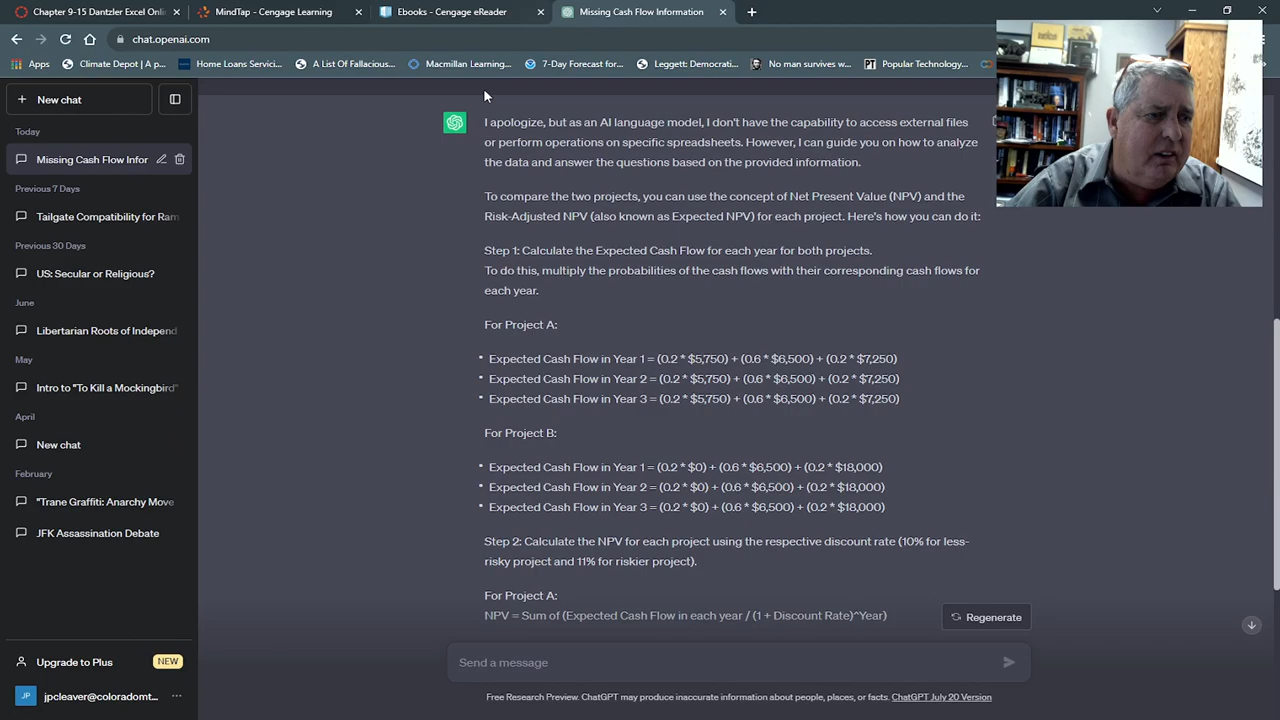 Chapter 9-15 Dantzler Excel Onlin
MindTap - Cengage Learning
Ebooks - Cengage eReader
Missing Cash Flow Information
chat.openai.com
Apps
Climate Depot | A p...
Home Loans Servic...
A List Of Fallacious...
Macmillan Learning...
7-Day Forecast for...
Leggett: Democrati...
No man survives w...
PT
Popular Technology...
New chat
Today
Missing Cash Flow Infor
Previous 7 Days
Tailgate Compatibility for Ram
Previous 30 Days
US: Secular or Religious?
June
Libertarian Roots of Independ
May
Intro to "To Kill a Mockingbird"
April
New chat
February
"Trane Graffiti: Anarchy Move
JFK Assassination Debate
Upgrade to Plus
NEW
JP
jpcleaver@coloradomt...
I apologize, but as an AI language model, I don't have the capability to access external files
or perform operations on specific spreadsheets. However, I can guide you on how to analyze
the data and answer the questions based on the provided information.
To compare the two projects, you can use the concept of Net Present Value (NPV) and the
Risk-Adjusted NPV (also known as Expected NPV) for each project. Here's how you can do it:
Step 1: Calculate the Expected Cash Flow for each year for both projects.
To do this, multiply the probabilities of the cash flows with their corresponding cash flows for
each year.
For Project A:
• Expected Cash Flow in Year 1 = (0.2 * $5,750) + (0.6 * $6,500) + (0.2 * $7,250)
• Expected Cash Flow in Year 2 = (0.2 * $5,750) + (0.6 * $6,500) + (0.2 * $7,250)
• Expected Cash Flow in Year 3 = (0.2 * $5,750) + (0.6 * $6,500) + (0.2 * $7,250)
For Project B:
• Expected Cash Flow in Year 1 = (0.2 * $0) + (0.6 * $6,500) + (0.2 * $18,000)
• Expected Cash Flow in Year 2 = (0.2 * $0) + (0.6 * $6,500) + (0.2 * $18,000)
• Expected Cash Flow in Year 3 = (0.2 * $0) + (0.6 * $6,500) + (0.2 * $18,000)
Step 2: Calculate the NPV for each project using the respective discount rate (10% for less-
risky project and 11% for riskier project).
For Project A:
NPV = Sum of (Expected Cash Flow in each year / (1 + Discount Rate)^Year)
Regenerate
Send a message
Free Research Preview. ChatGPT may produce inaccurate information about people, places, or facts. ChatGPT July 20 Version